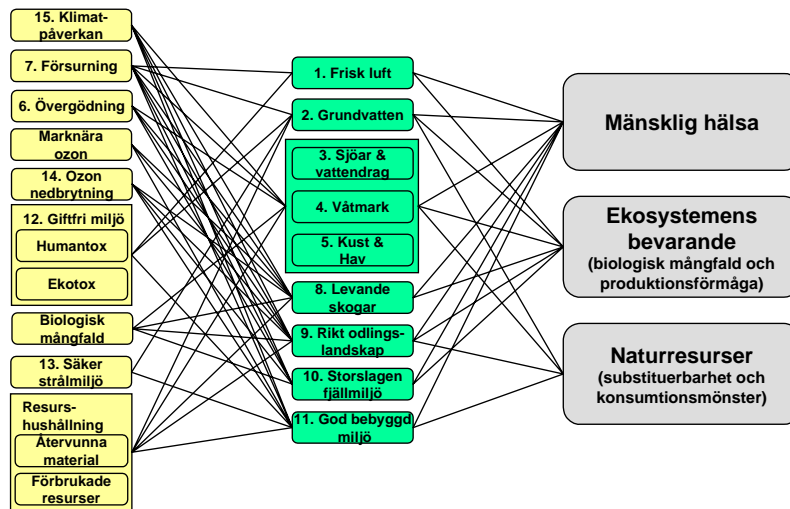 15. Klimat-
påverkan
7. Försurning
6. Övergödning
Marknära
ozon
14. Ozon
nedbrytning
12. Giftfri miljö
Humantox
Ekotox
Biologisk
mångfald
13. Säker
strålmiljö
Resurs-
hushållning
Återvunna
material
Förbrukade
resurser
1. Frisk luft
2. Grundvatten
3. Sjöar &
vattendrag
4. Våtmark
5. Kust &
Hav
8. Levande
skogar
9. Rikt odlings-
landskap
10. Storslagen
fjällmiljö
11. God bebyggd
miljö
Mänsklig hälsa
Ekosystemens
bevarande
(biologisk mångfald och
produktionsförmåga)
Naturresurser
(substituerbarhet och
konsumtionsmönster)